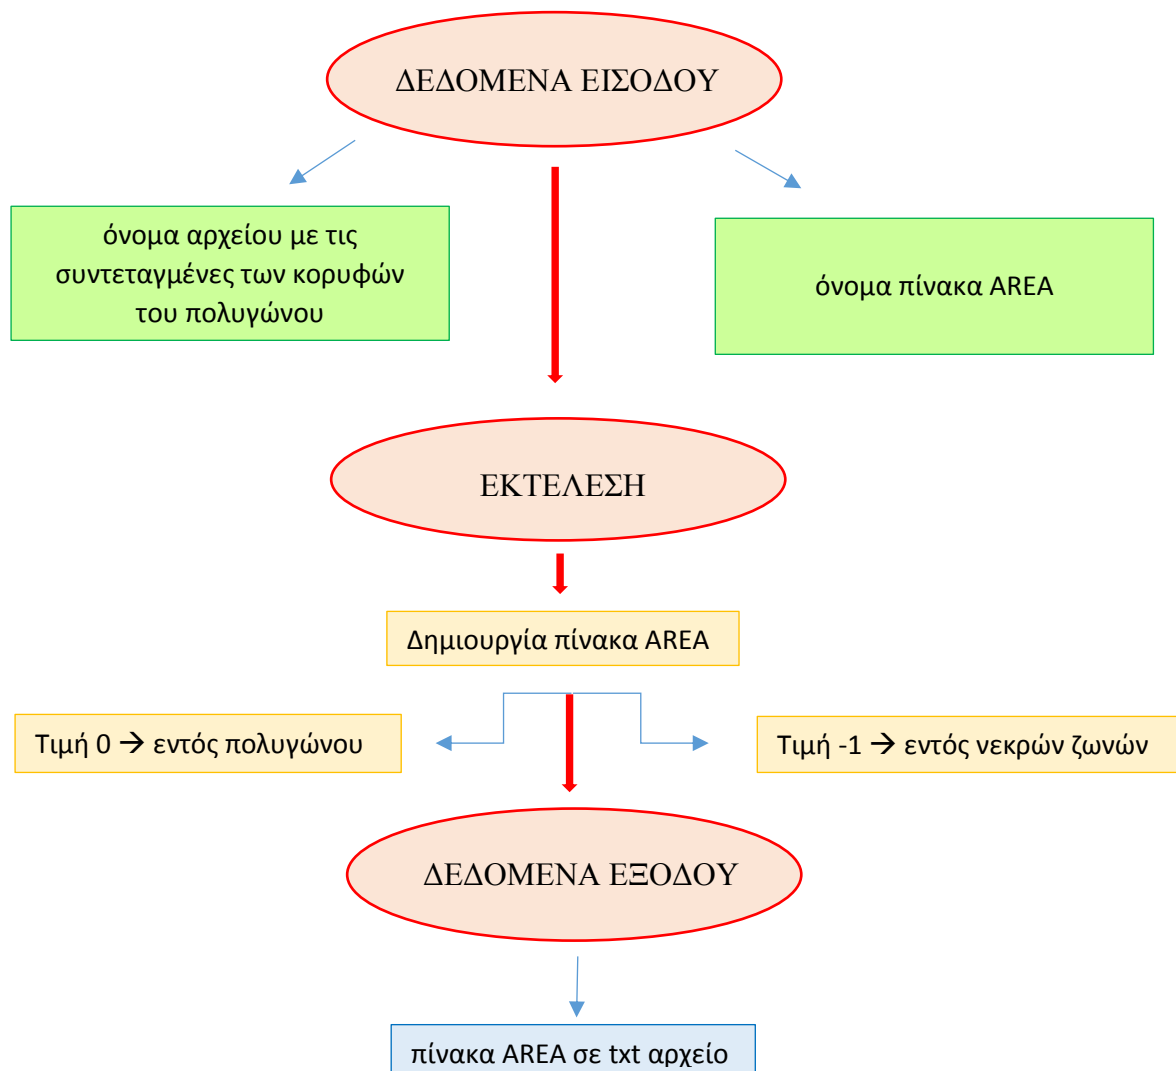 ΔΕΔΟΜΕΝΑ ΕΙΣΟΔΟΥ
όνομα αρχείου με τις
συντεταγμένες των κορυφών
του πολυγώνου
όνομα πίνακα AREA
ΕΚΤΕΛΕΣΗ
Δημιουργία πίνακα AREA
Τιμή 0 → εντός πολυγώνου
Τιμή -1 → εντός νεκρών ζωνών
ΔΕΔΟΜΕΝΑ ΕΞΟΔΟΥ
πίνακα AREA σε txt αρχείο